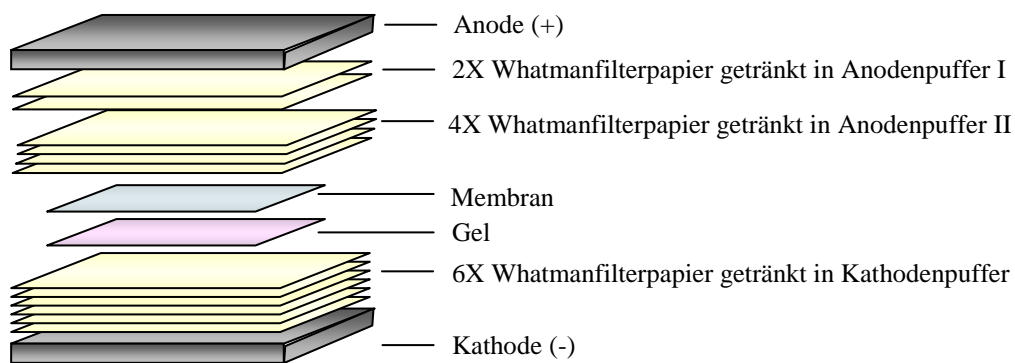 Anode (+)
2X Whatmanfilterpapier getränkt in Anodenpuffer I
4X Whatmanfilterpapier getränkt in Anodenpuffer II
Membran
Gel
6X Whatmanfilterpapier getränkt in Kathodenpuffer
Kathode (-)